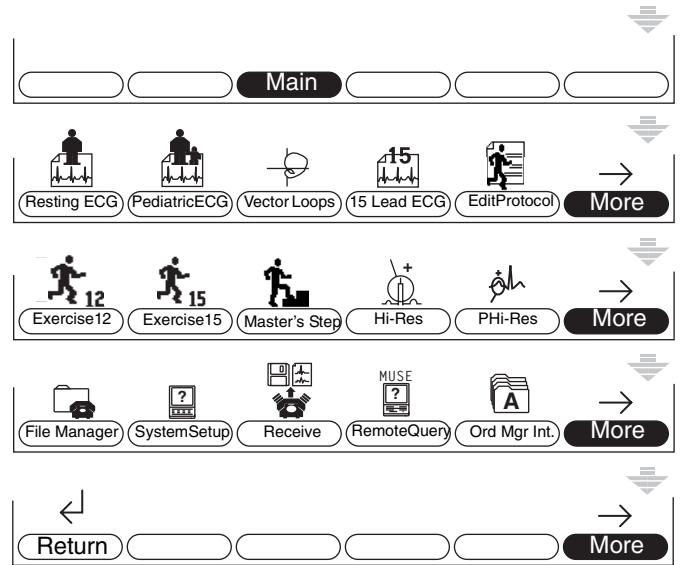 Main
15
Resting ECG PediatricECG Vector Loops 15 Lead ECG EditProtocol More
12 15 +
Exercise12 Exercise15 Master's Step Hi-Res PHi-Res More
MUSE
? ? A
File Manager SystemSetup Receive RemoteQuery Ord Mgr Int. More
Return More